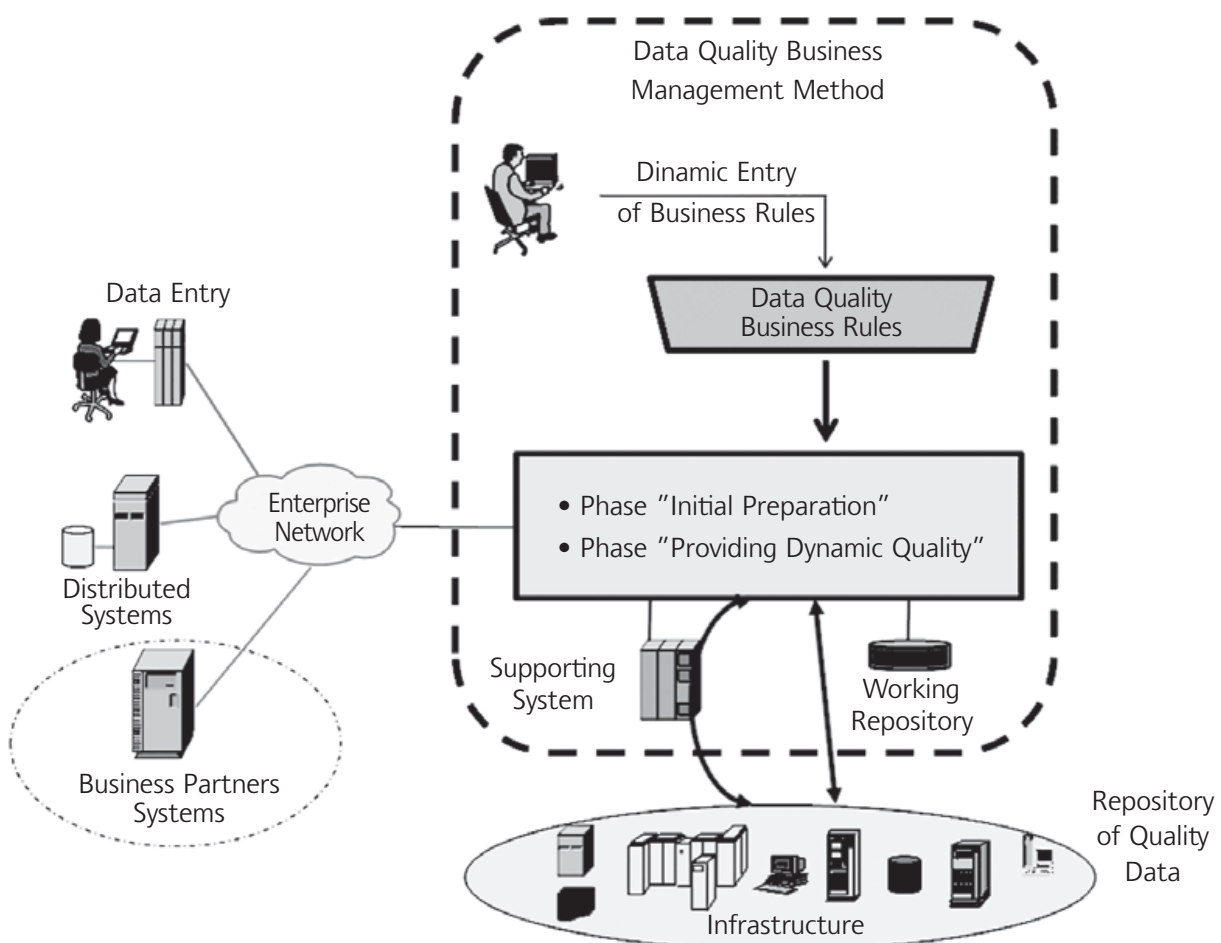 Data Quality Business
Management Method
Dinamic Entry
of Business Rules
Data Quality
Business Rules
Data Entry
Enterprise
Network
• Phase "Initial Preparation"
• Phase "Providing Dynamic Quality"
Distributed
Systems
Supporting
System
Working
Repository
Business Partners
Systems
Repository
of Quality
Data
Infrastructure